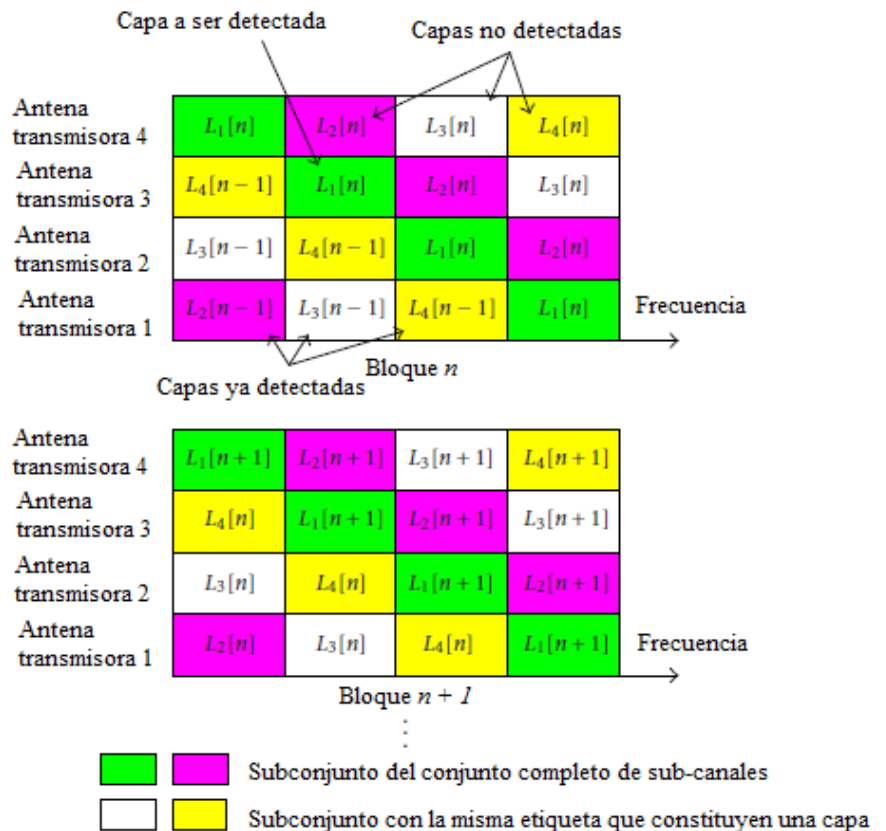 Capa a ser detectada
Capas no detectadas
Antena transmisora 4
L₁[n] L₂[n] L₃[n] L₄[n]
Antena transmisora 3
L₄[n − 1] L₁[n] L₂[n] L₃[n]
Antena transmisora 2
L₃[n − 1] L₄[n − 1] L₁[n] L₂[n]
Antena transmisora 1
L₂[n − 1] L₃[n − 1] L₄[n − 1] L₁[n]
Frecuencia
Bloque n
Capas ya detectadas
Antena transmisora 4
L₁[n + 1] L₂[n + 1] L₃[n + 1] L₄[n + 1]
Antena transmisora 3
L₄[n] L₁[n + 1] L₂[n + 1] L₃[n + 1]
Antena transmisora 2
L₃[n] L₄[n] L₁[n + 1] L₂[n + 1]
Antena transmisora 1
L₂[n] L₃[n] L₄[n] L₁[n + 1]
Frecuencia
Bloque n + 1
⋮
Subconjunto del conjunto completo de sub-canales
Subconjunto con la misma etiqueta que constituyen una capa